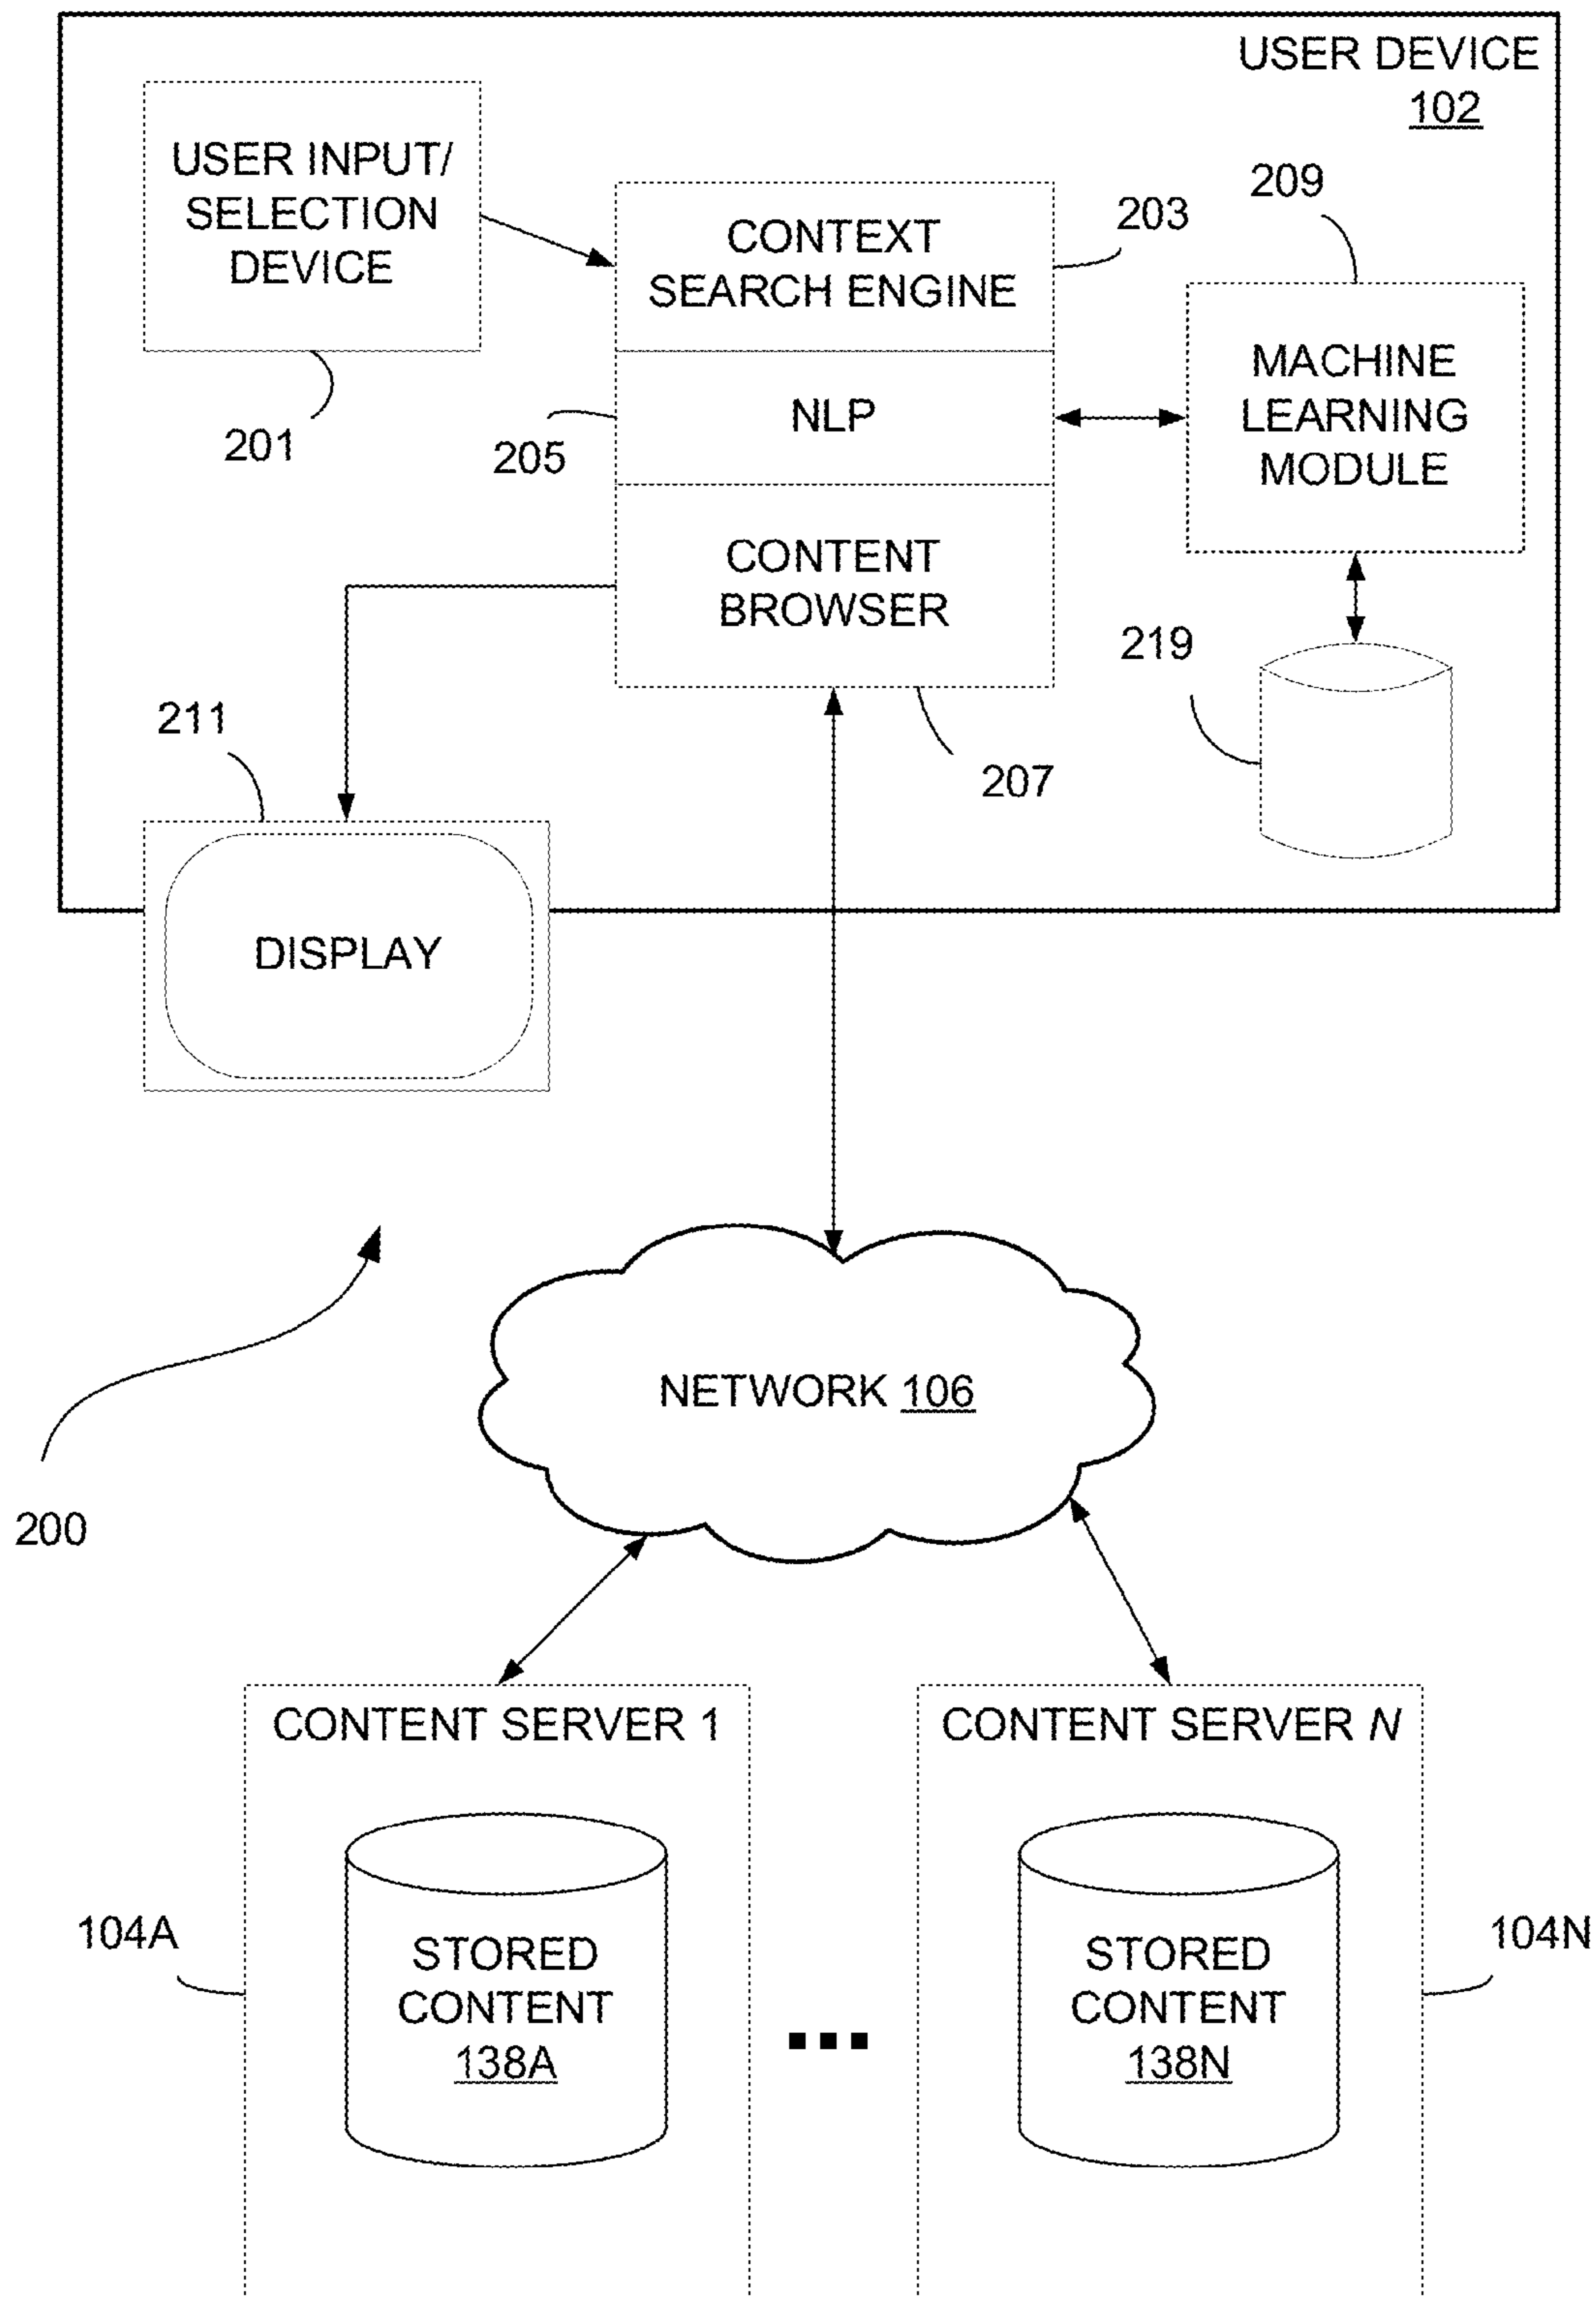 USER DEVICE
102
USER INPUT/
SELECTION
DEVICE
201
CONTEXT
SEARCH ENGINE
203
209
NLP
205
MACHINE
LEARNING
MODULE
CONTENT
BROWSER
207
219
211
DISPLAY
NETWORK 106
200
CONTENT SERVER 1
STORED
CONTENT
138A
104A
CONTENT SERVER N
STORED
CONTENT
138N
104N